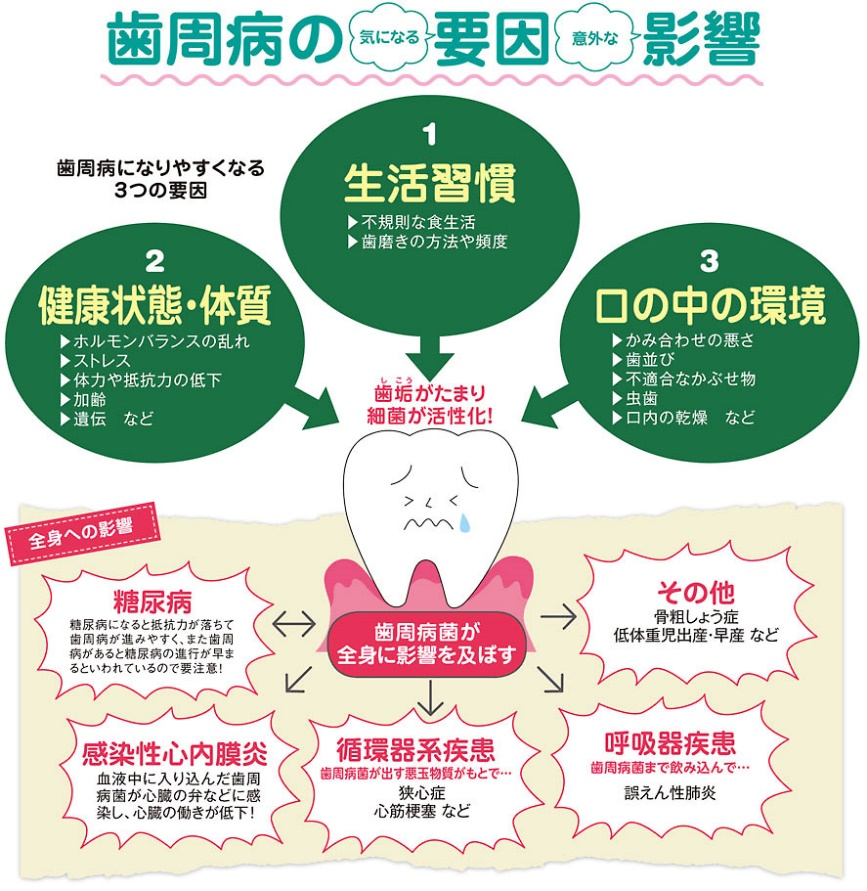 歯周病の 気になる 要因 意外な 影響
歯周病になりやすくなる
3つの要因
1
生活習慣
▶不規則な食生活
▶歯磨きの方法や頻度
2
健康状態・体質
▶ホルモンバランスの乱れ
▶ストレス
▶体力や抵抗力の低下
▶加齢
▶遺伝 など
3
口の中の環境
▶かみ合わせの悪さ
▶歯並び
▶不適合なかぶせ物
▶虫歯
▶口内の乾燥 など
しこう
歯垢がたまり
細菌が活性化!
全身への影響
歯周病菌が
全身に影響を及ぼす
糖尿病
糖尿病になると抵抗力が落ちて
歯周病が進みやすく、また歯周
病があると糖尿病の進行が早ま
るといわれているので要注意!
その他
骨粗しょう症
低体重児出産・早産 など
感染性心内膜炎
血液中に入り込んだ歯周
病菌が心臓の弁などに感
染し、心臓の働きが低下!
循環器系疾患
歯周病菌が出す悪玉物質がもとで…
狭心症
心筋梗塞 など
呼吸器疾患
歯周病菌まで飲み込んで…
誤えん性肺炎